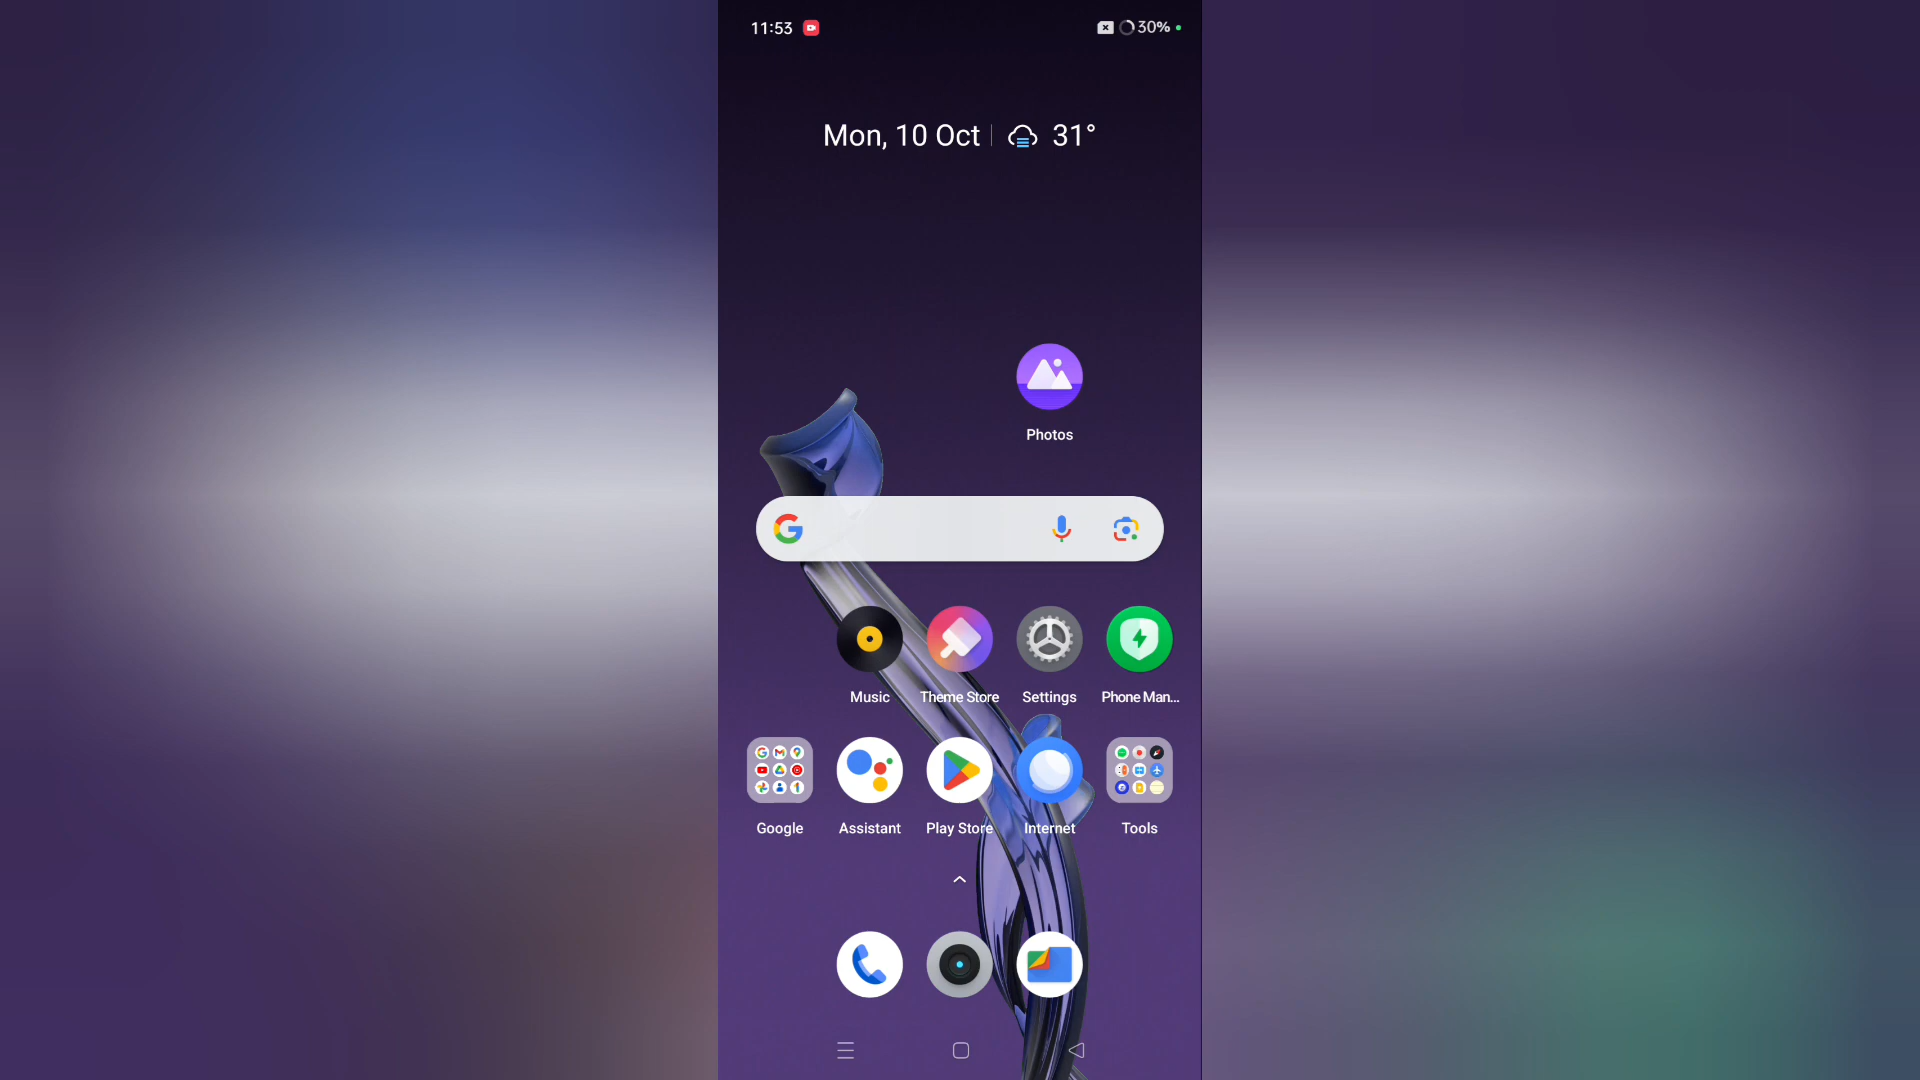 11:53
30%
Mon, 10 Oct
31°
Photos
Music
Theme Store
Settings
Phone Man...
Google
Assistant
Play Store
Internet
Tools